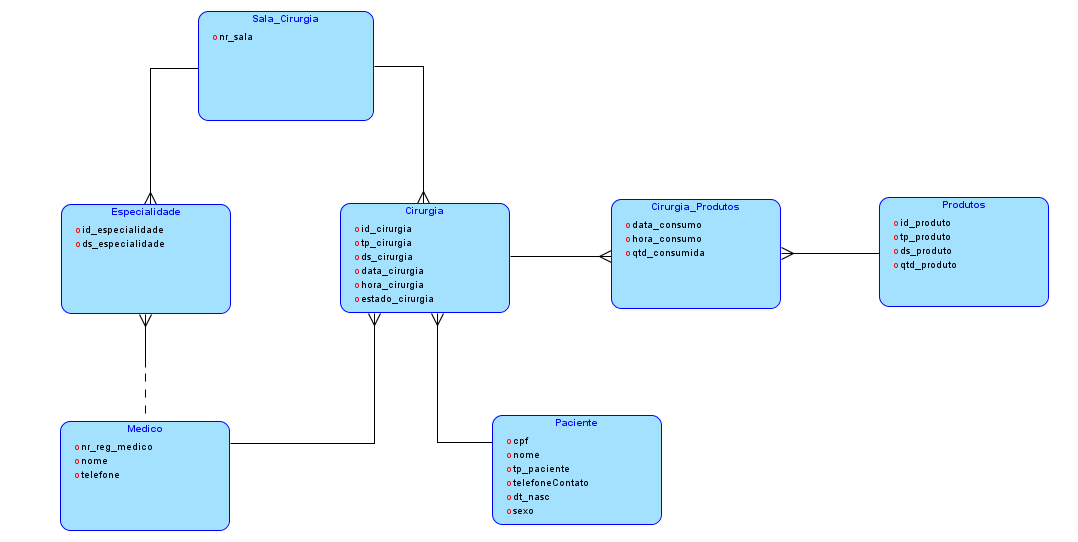 Sala_Cirurgia
nr_sala
Especialidade
id_especialidade
ds_especialidade
Cirurgia
id_cirurgia
tp_cirurgia
ds_cirurgia
data_cirurgia
hora_cirurgia
estado_cirurgia
Cirurgia_Produtos
data_consumo
hora_consumo
qtd_consumida
Produtos
id_produto
tp_produto
ds_produto
qtd_produto
Medico
nr_reg_medico
nome
telefone
Paciente
cpf
nome
tp_paciente
telefoneContato
dt_nasc
sexo